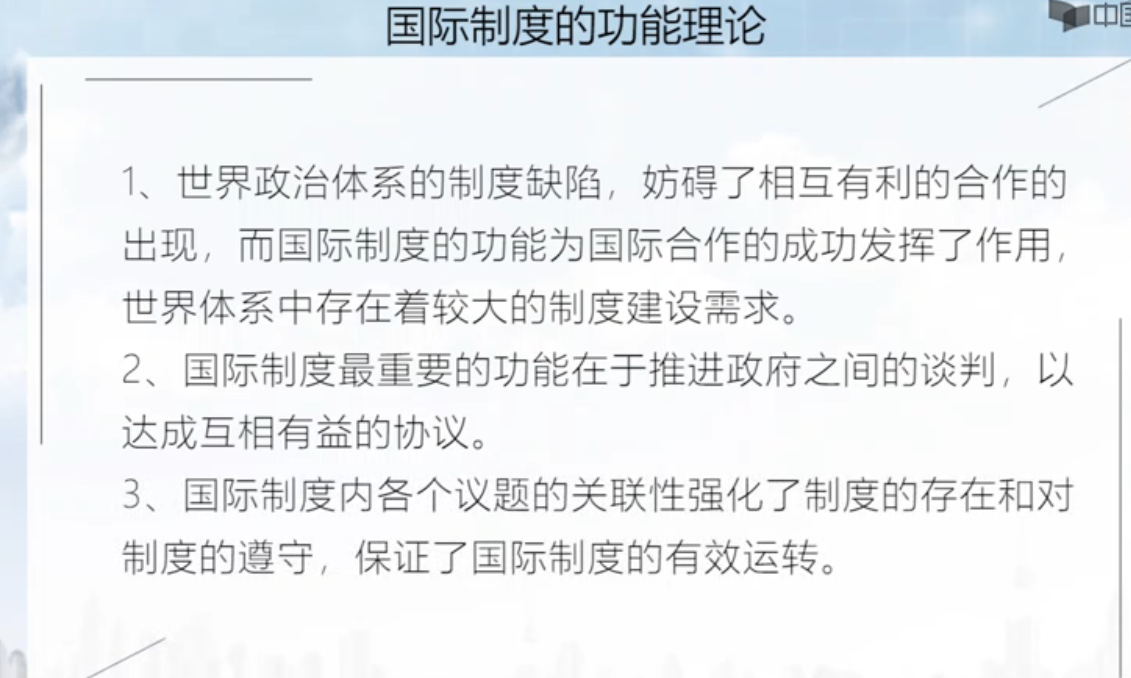 国际制度的功能理论
中国
1、世界政治体系的制度缺陷，妨碍了相互有利的合作的
出现，而国际制度的功能为国际合作的成功发挥了作用，
世界体系中存在着较大的制度建设需求。
2、国际制度最重要的功能在于推进政府之间的谈判，以
达成互相有益的协议。
3、国际制度内各个议题的关联性强化了制度的存在和对
制度的遵守，保证了国际制度的有效运转。